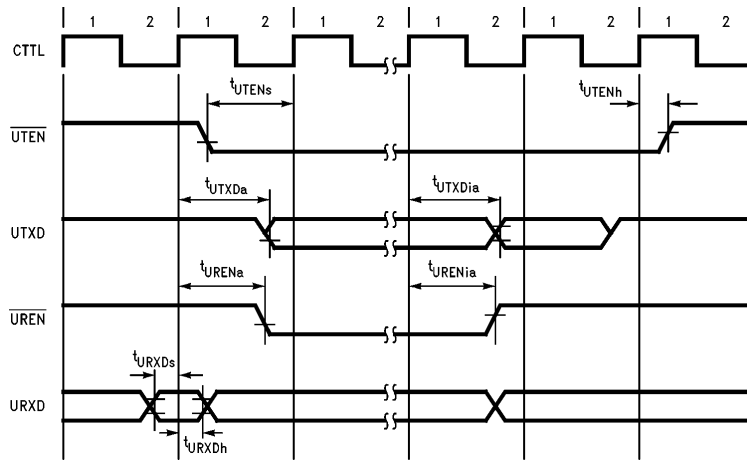 1 2 1 2 1 2 1 2 1 2 1 2
CTTL
tUTENs
tUTENh
UTEN
tUTXDa
tUTXDia
UTXD
tURENa
tURENia
UREN
tURXDs
URXD
tURXDh